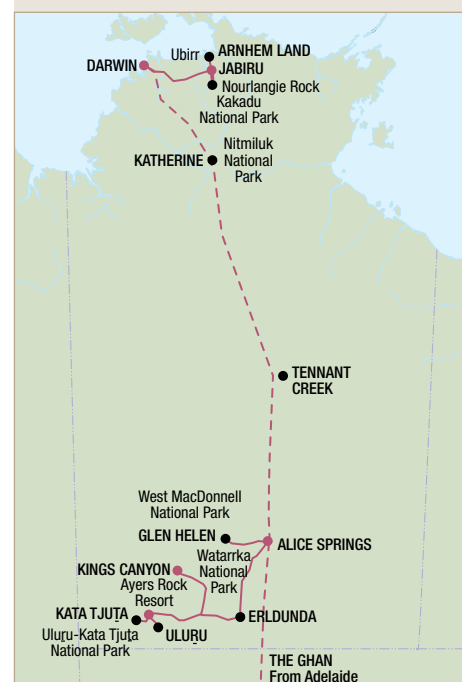 Ubirr
ARNHEM LAND
DARWIN
JABIRU
Nourlangie Rock
Kakadu
National Park
Nitmiluk
National
Park
KATHERINE
TENNANT
CREEK
West MacDonnell
National Park
GLEN HELEN
ALICE SPRINGS
Watarrka
National
Park
KINGS CANYON
Ayers Rock
Resort
KATA TJUṮA
ERLDUNDA
ULUṞU
Uluṟu-Kata Tjuṯa
National Park
THE GHAN
From Adelaide